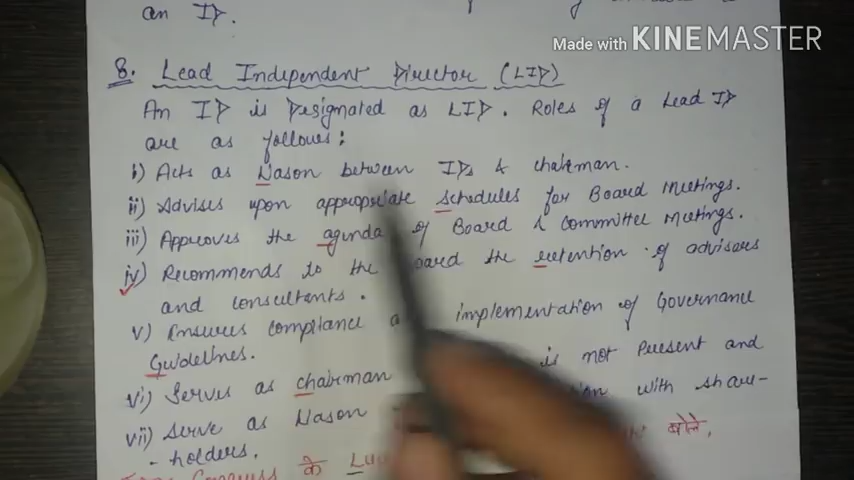 an ID.
Made with KINEMASTER
8. Lead Independent Director (LID)
An ID is Designated as LID. Roles of a Lead ID
are as follows:
i) Acts as Liason between IDs & chairman.
ii) Advises upon appropriate schedules for Board Meetings.
iii) Approves the agenda of Board & Committee Meetings.
iv) Recommends to the Board the retention of advisors
and consultants.
v) Ensures compliance implementation of Governance
Guidelines.
vi) Serves as chairman is not Present and
vii) Serve as Liason with share-
-holders. बोले,
Congress के